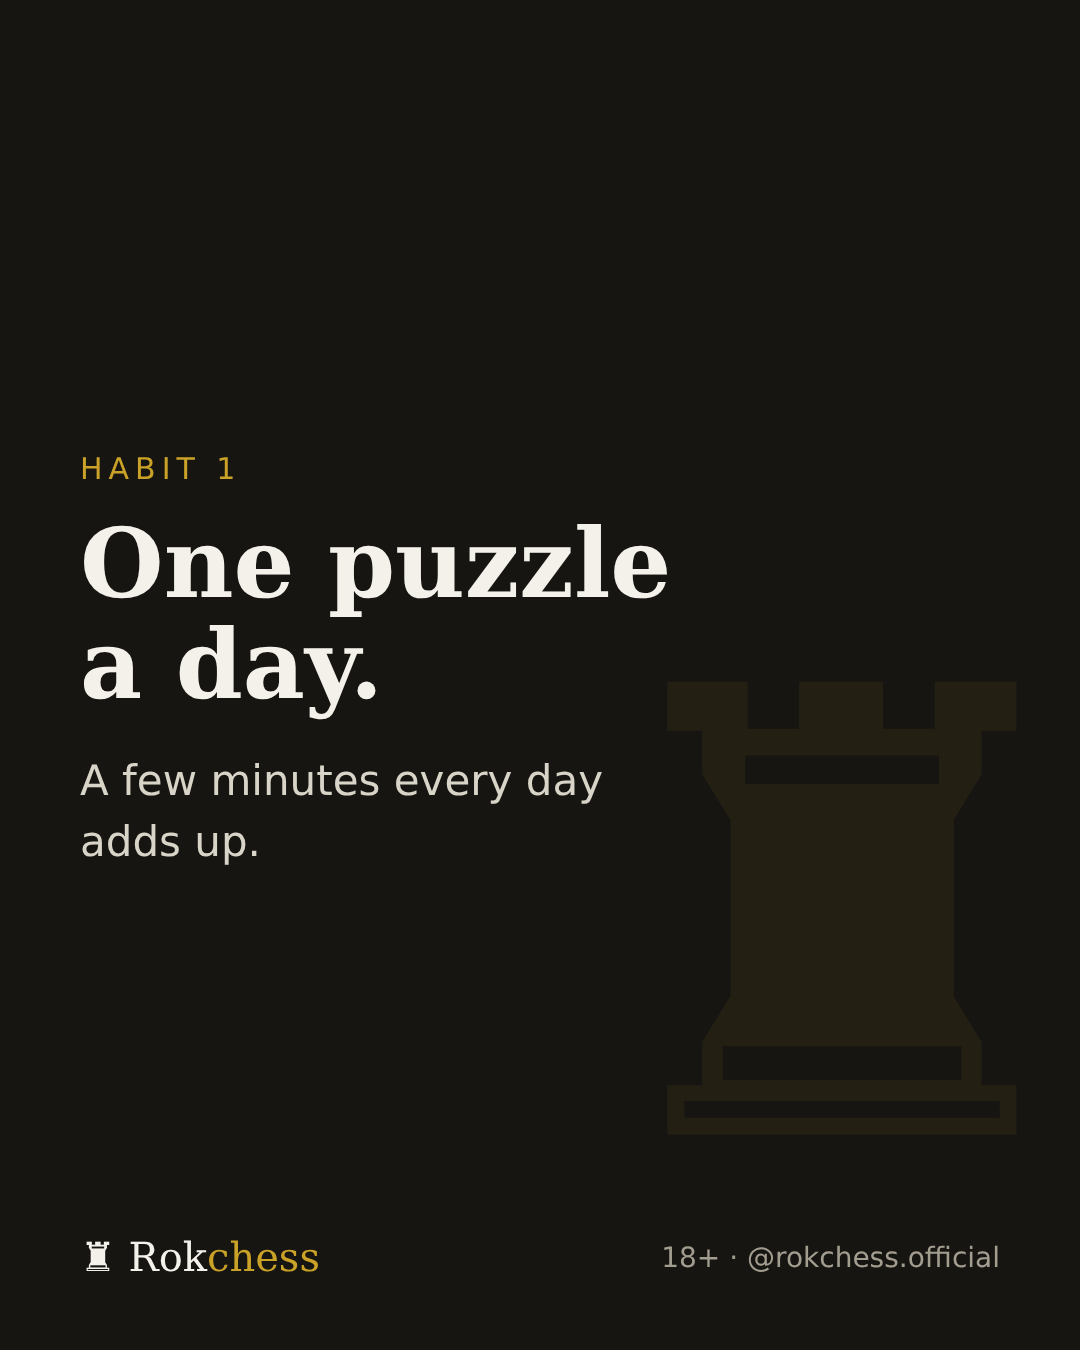 HABIT 1
One puzzle
a day.
A few minutes every day
adds up.
♜ Rokchess
18+ · @rokchess.official